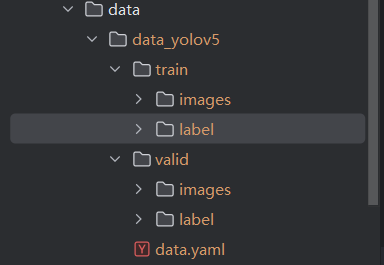 data
data_yolov5
train
images
label
valid
images
label
data.yaml